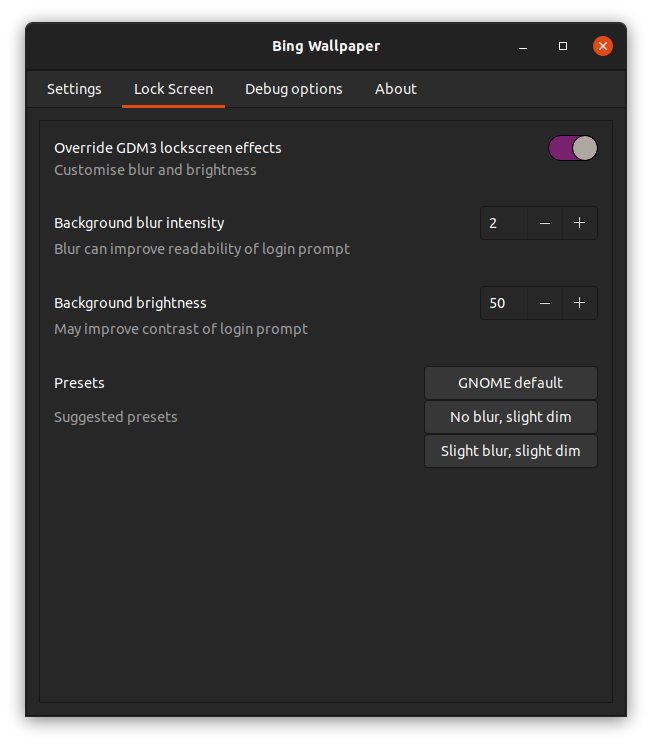 Bing Wallpaper
Settings Lock Screen Debug options About
Override GDM3 lockscreen effects
Customise blur and brightness
Background blur intensity 2 − +
Blur can improve readability of login prompt
Background brightness 50 − +
May improve contrast of login prompt
Presets GNOME default
Suggested presets No blur, slight dim
Slight blur, slight dim